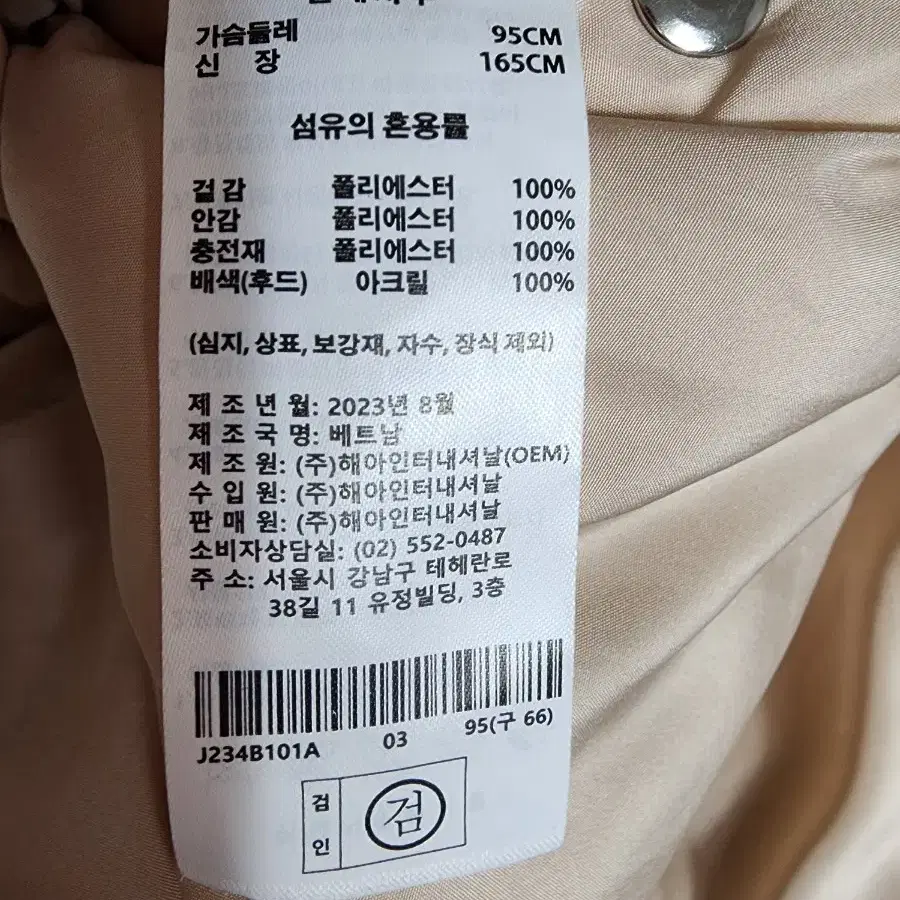 가슴둘레 95CM
신 장 165CM
섬유의 혼용률
겉감 폴리에스터 100%
안감 폴리에스터 100%
충전재 폴리에스터 100%
배색(후드) 아크릴 100%
(심지, 상표, 보강재, 자수, 장식 제외)
제 조 년 월: 2023년 8월
제 조 국 명: 베트남
제 조 원: (주)해아인터내셔날(OEM)
수 입 원: (주)해아인터내셔날
판 매 원: (주)해아인터내셔날
소비자상담실: (02) 552-0487
주 소: 서울시 강남구 테헤란로
38길 11 유정빌딩, 3층
J234B101A 03 95(구 66)
검인 검